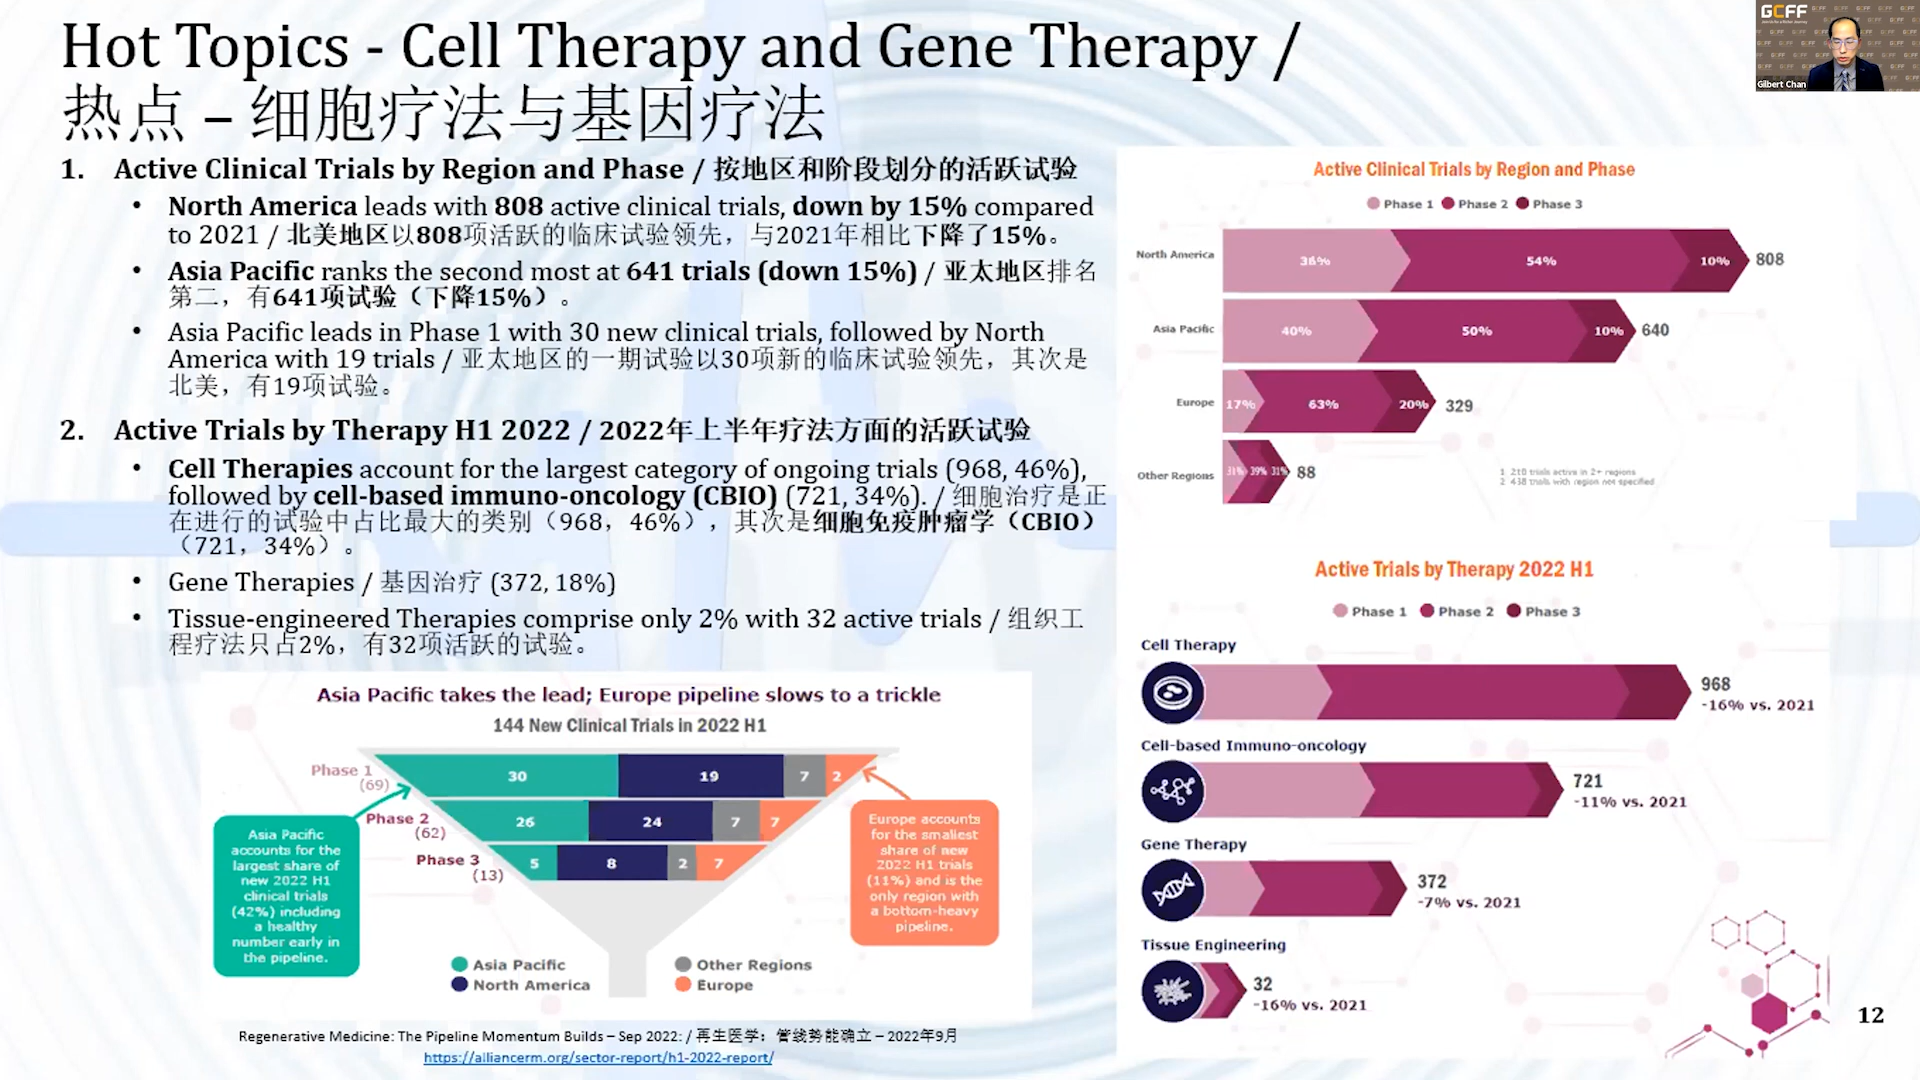 Hot Topics - Cell Therapy and Gene Therapy /
热点 – 细胞疗法与基因疗法
GCFF
Gilbert Chan
1. Active Clinical Trials by Region and Phase / 按地区和阶段划分的活跃试验
• North America leads with 808 active clinical trials, down by 15% compared
to 2021 / 北美地区以808项活跃的临床试验领先，与2021年相比下降了15%。
• Asia Pacific ranks the second most at 641 trials (down 15%) / 亚太地区排名
第二，有641项试验（下降15%）。
• Asia Pacific leads in Phase 1 with 30 new clinical trials, followed by North
America with 19 trials / 亚太地区的一期试验以30项新的临床试验领先，其次是
北美，有19项试验。
2. Active Trials by Therapy H1 2022 / 2022年上半年疗法方面的活跃试验
• Cell Therapies account for the largest category of ongoing trials (968, 46%),
followed by cell-based immuno-oncology (CBIO) (721, 34%). / 细胞治疗是正
在进行的试验中占比最大的类别（968，46%），其次是细胞免疫肿瘤学（CBIO）
（721，34%）。
• Gene Therapies / 基因治疗 (372, 18%)
• Tissue-engineered Therapies comprise only 2% with 32 active trials / 组织工
程疗法只占2%，有32项活跃的试验。
Asia Pacific takes the lead; Europe pipeline slows to a trickle
144 New Clinical Trials in 2022 H1
Phase 1
(69)
30 19 7 2
Phase 2
(62)
26 24 7 7
Phase 3
(13)
5 8 2 7
Asia Pacific
accounts for the
largest share of
new 2022 H1
clinical trials
(42%) including
a healthy
number early in
the pipeline.
Europe accounts
for the smallest
share of new
2022 H1 trials
(11%) and is the
only region with
a bottom-heavy
pipeline.
Asia Pacific
Other Regions
North America
Europe
Regenerative Medicine: The Pipeline Momentum Builds – Sep 2022: / 再生医学：管线势能确立 – 2022年9月
https://alliancerm.org/sector-report/h1-2022-report/
Active Clinical Trials by Region and Phase
Phase 1 Phase 2 Phase 3
North America 36% 54% 10% 808
Asia Pacific 40% 50% 10% 640
Europe 17% 63% 20% 329
Other Regions 31% 39% 31% 88
1 210 trials active in 2+ regions
2 438 trials with region not specified
Active Trials by Therapy 2022 H1
Phase 1 Phase 2 Phase 3
Cell Therapy
968
-16% vs. 2021
Cell-based Immuno-oncology
721
-11% vs. 2021
Gene Therapy
372
-7% vs. 2021
Tissue Engineering
32
-16% vs. 2021
12